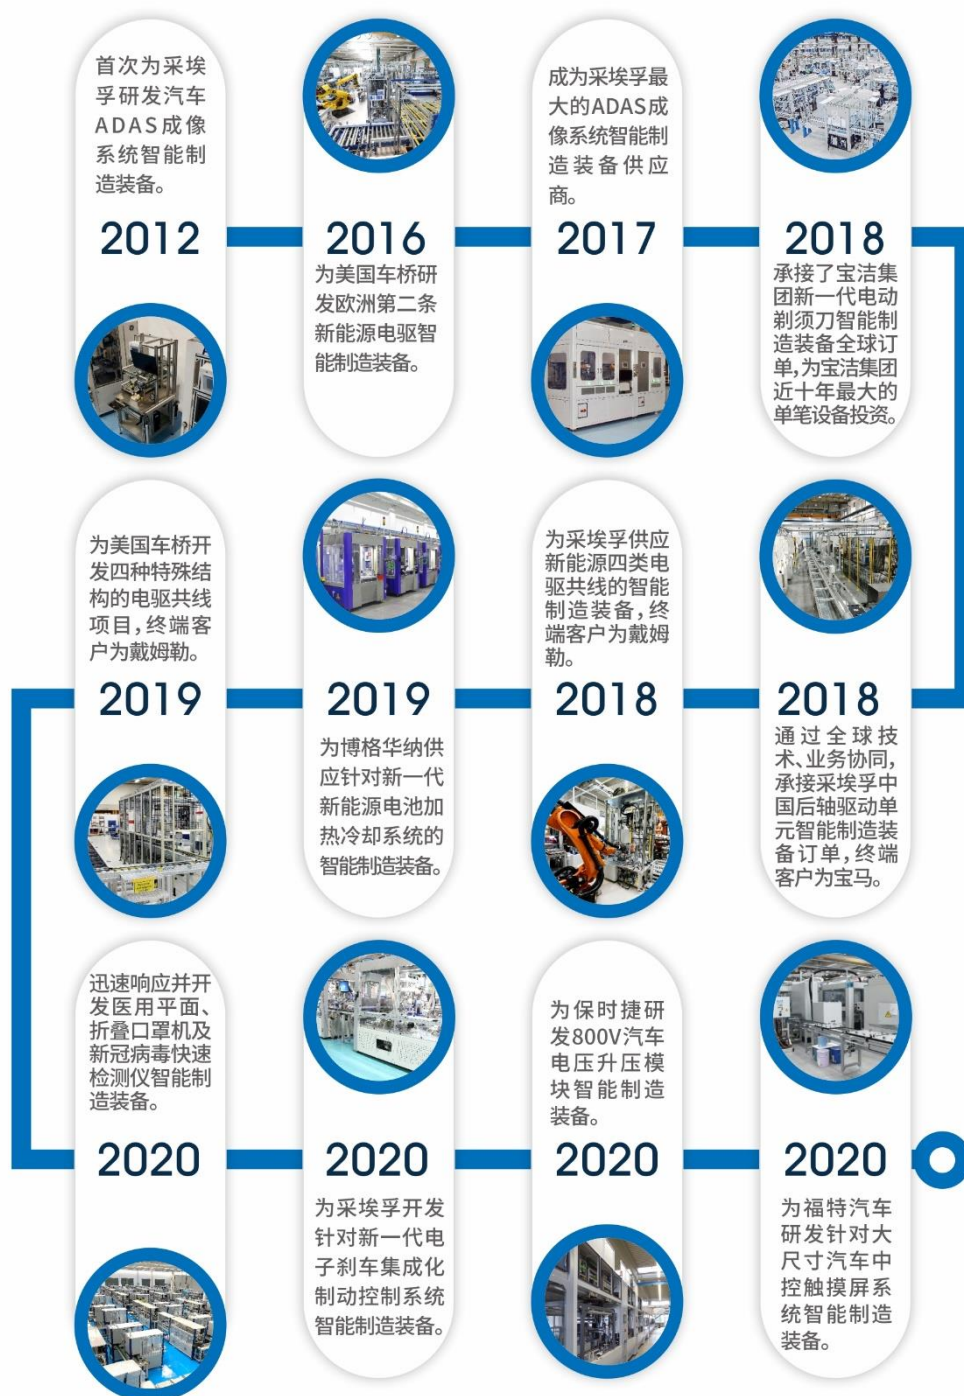 首次为采埃
孚研发汽车
ADAS成像
系统智能制
造装备。
2012
2016
为美国车桥研
发欧洲第二条
新能源电驱智
能制造装备。
成为采埃孚最
大的ADAS成
像系统智能制
造装备供应
商。
2017
2018
承接了宝洁集
团新一代电动
剃须刀智能制
造装备全球订
单,为宝洁集团
近十年最大的
单笔设备投资。
2018
通过全球技
术、业务协同,
承接采埃孚中
国后轴驱动单
元智能制造装
备订单，终端
客户为宝马。
为采埃孚供应
新能源四类电
驱共线的智能
制造装备，终
端客户为戴姆
勒。
2018
2019
为博格华纳供
应针对新一代
新能源电池加
热冷却系统的
智能制造装备。
为美国车桥开
发四种特殊结
构的电驱共线
项目，终端客
户为戴姆勒。
2019
迅速响应并开
发医用平面、
折叠口罩机及
新冠病毒快速
检测仪智能制
造装备。
2020
2020
为采埃孚开发
针对新一代电
子刹车集成化
制动控制系统
智能制造装备。
为保时捷研
发800V汽车
电压升压模
块智能制造
装备。
2020
2020
为福特汽车
研发针对大
尺寸汽车中
控触摸屏系
统智能制造
装备。